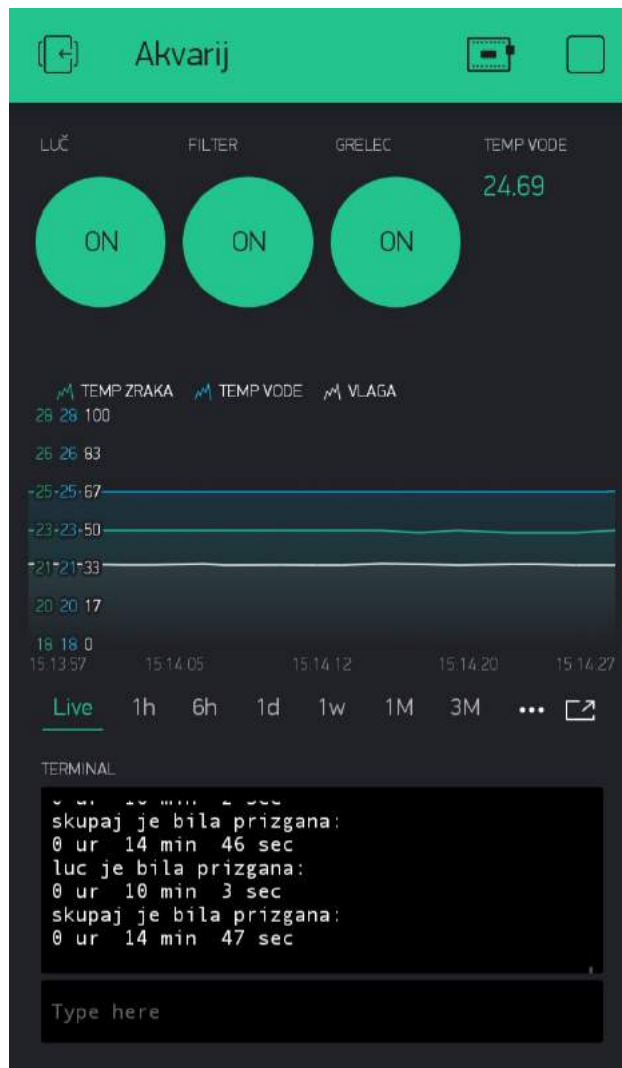 Akvarij
LUČ FILTER GRELEC TEMP VODE
24.69
ON ON ON
TEMP ZRAKA TEMP VODE VLAGA
28 28 100
26 26 83
25 25 67
23 23 50
21 21 33
20 20 17
18 18 0
15:13:57 15:14:05 15:14:12 15:14:20 15:14:27
Live 1h 6h 1d 1w 1M 3M ...
TERMINAL
skupaj je bila prizgana:
0 ur 14 min 46 sec
luc je bila prizgana:
0 ur 10 min 3 sec
skupaj je bila prizgana:
0 ur 14 min 47 sec
Type here